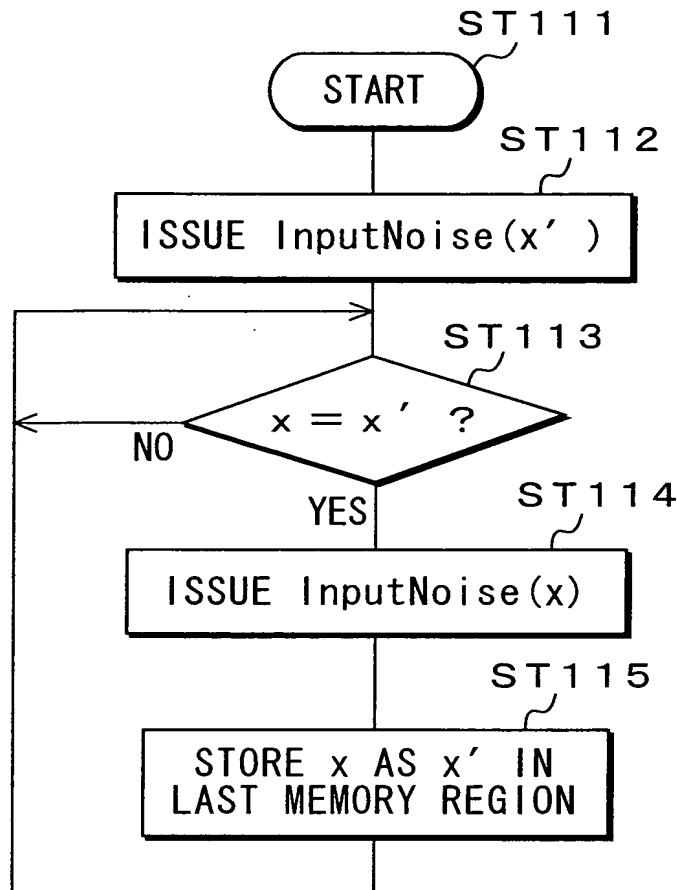 ST111
START
ST112
ISSUE InputNoise(x′)
ST113
x = x′ ?
NO
YES
ST114
ISSUE InputNoise(x)
ST115
STORE x AS x′ IN
LAST MEMORY REGION